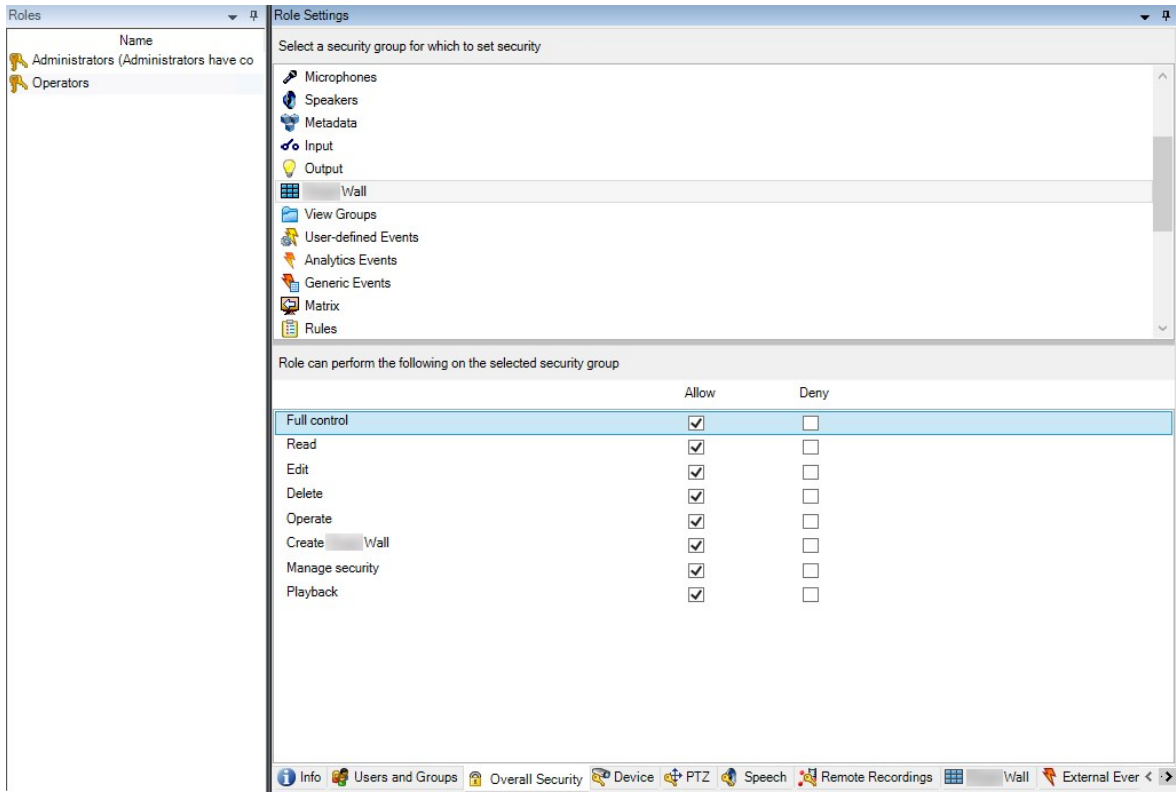 Roles
Name
Administrators (Administrators have co
Operators
Role Settings
Select a security group for which to set security
Microphones
Speakers
Metadata
Input
Output
Wall
View Groups
User-defined Events
Analytics Events
Generic Events
Matrix
Rules
Role can perform the following on the selected security group
Allow Deny
Full control
Read
Edit
Delete
Operate
Create Wall
Manage security
Playback
Info Users and Groups Overall Security Device PTZ Speech Remote Recordings Wall External Ever